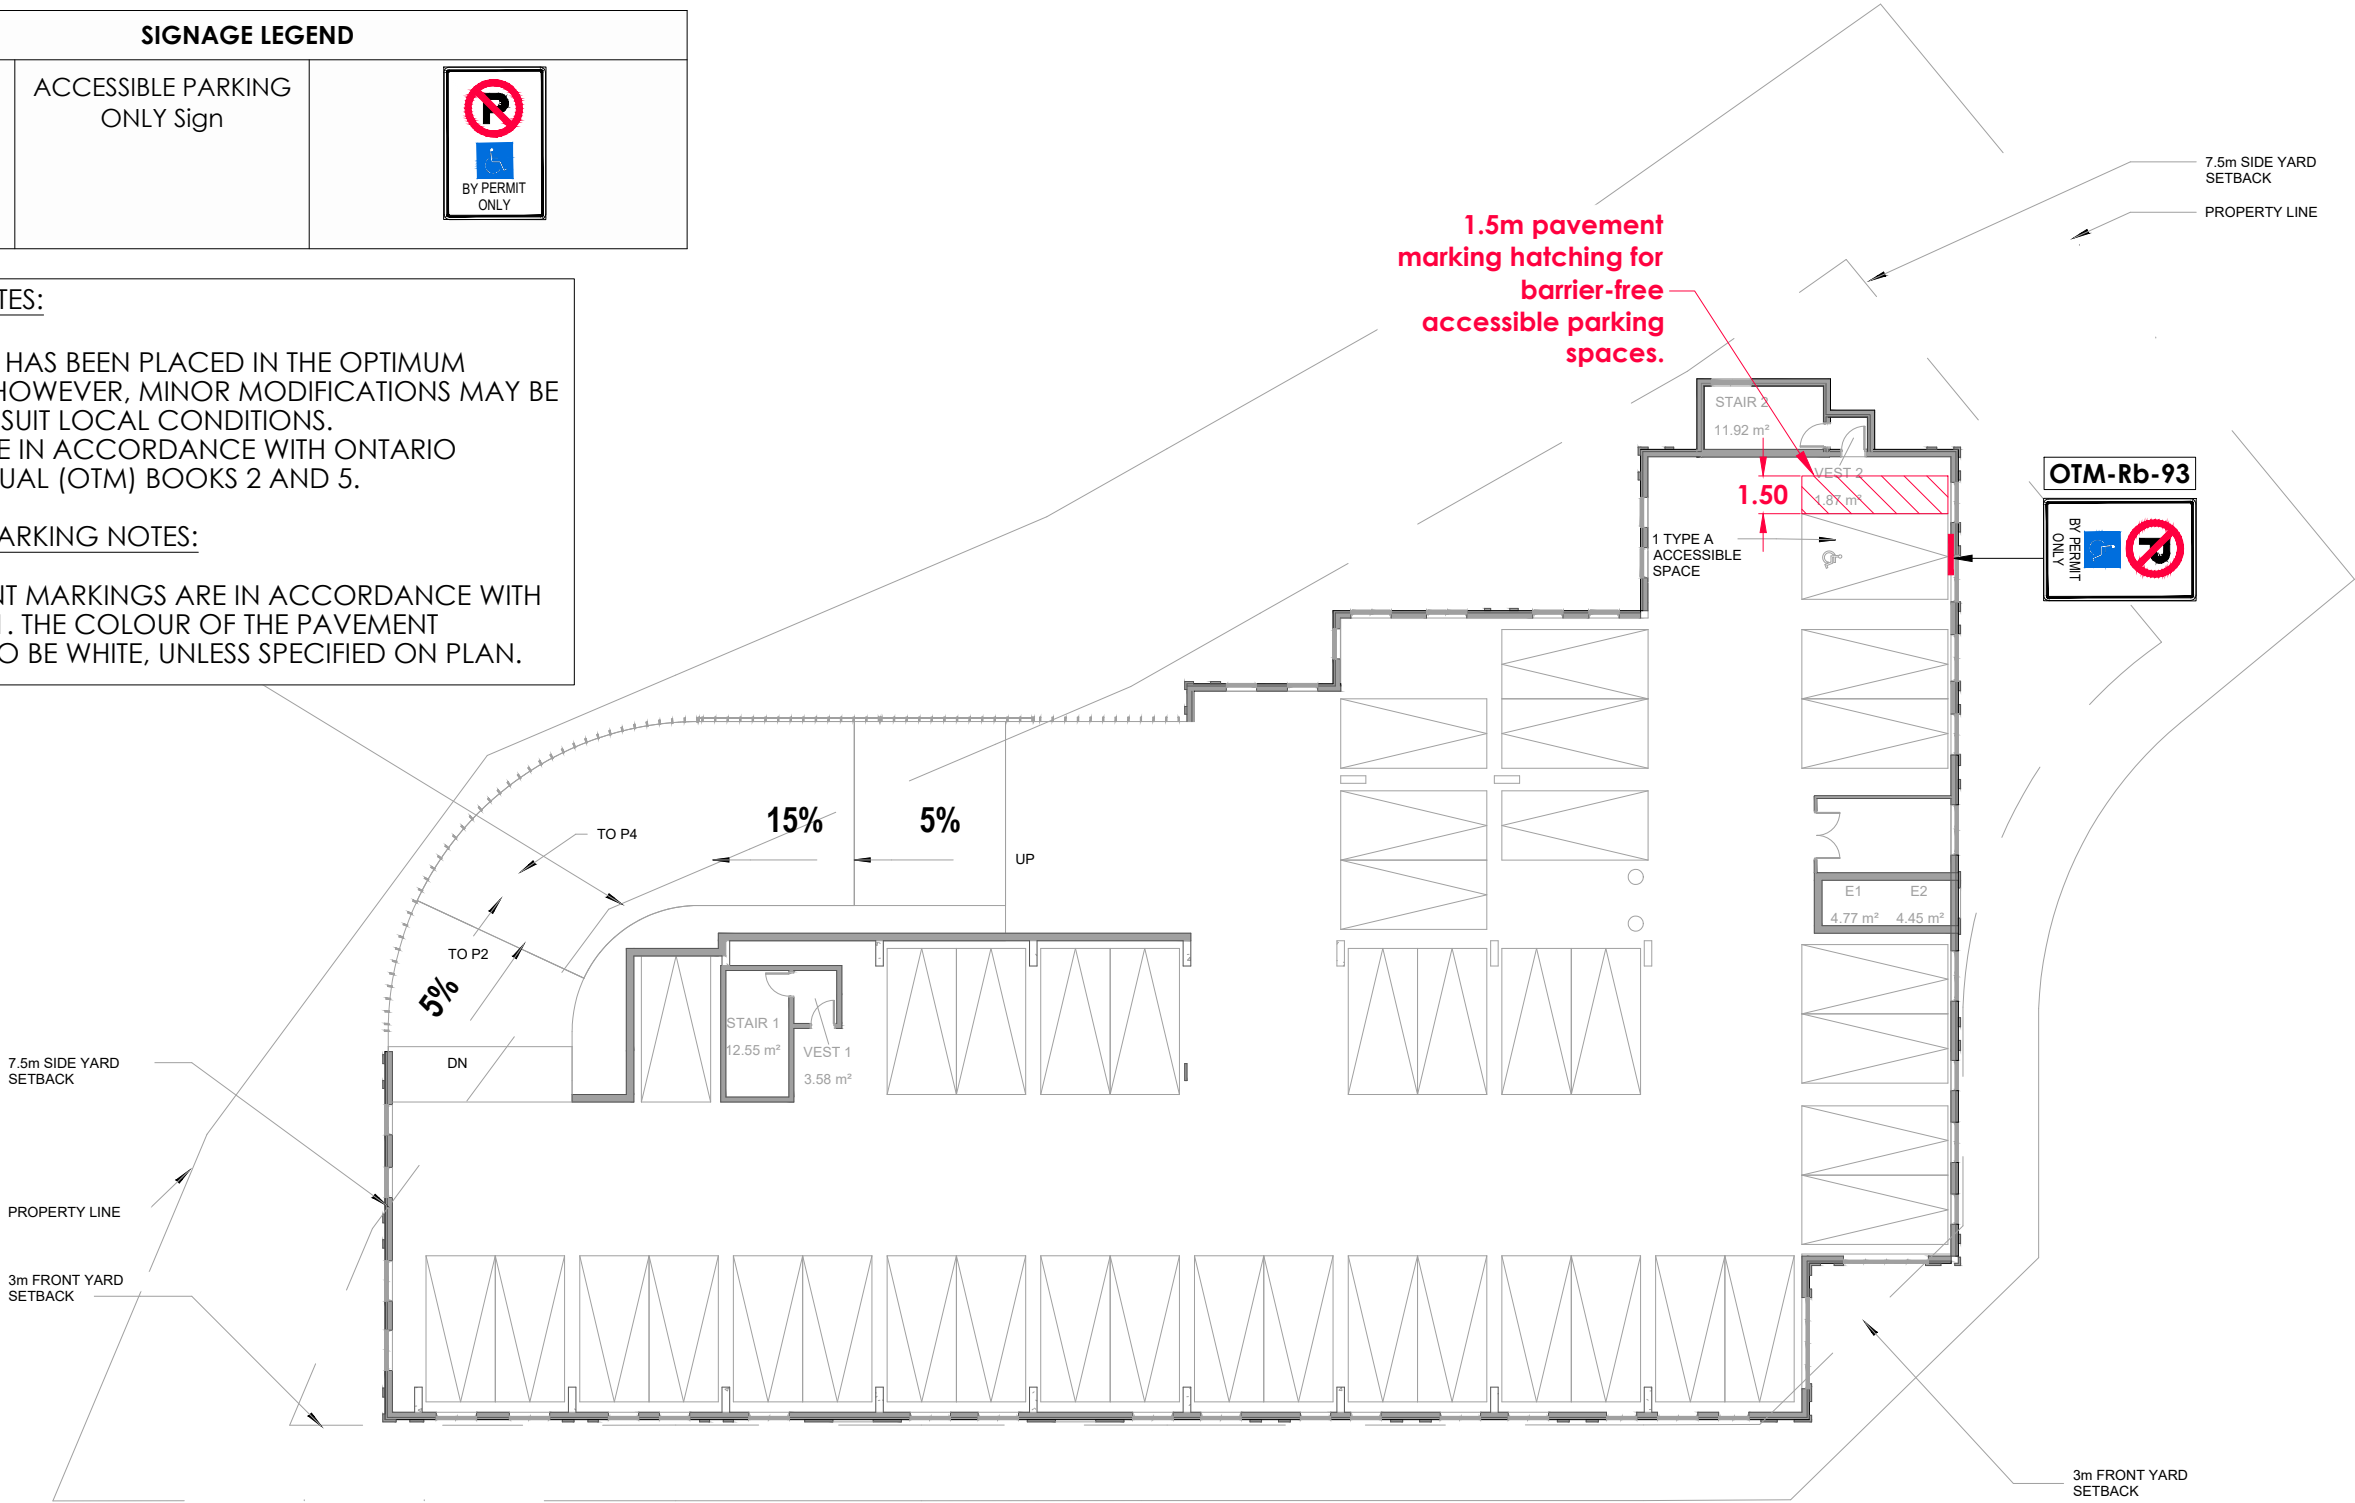 SIGNAGE LEGEND
ACCESSIBLE PARKING
ONLY Sign
P
BY PERMIT
ONLY
TES:
HAS BEEN PLACED IN THE OPTIMUM
HOWEVER, MINOR MODIFICATIONS MAY BE
SUIT LOCAL CONDITIONS.
E IN ACCORDANCE WITH ONTARIO
UAL (OTM) BOOKS 2 AND 5.
ARKING NOTES:
NT MARKINGS ARE IN ACCORDANCE WITH
1. THE COLOUR OF THE PAVEMENT
O BE WHITE, UNLESS SPECIFIED ON PLAN.
7.5m SIDE YARD
SETBACK
PROPERTY LINE
1.5m pavement
marking hatching for
barrier-free
accessible parking
spaces.
STAIR 2
11.92 m²
VEST 2
1.87 m²
1.50
1 TYPE A
ACCESSIBLE
SPACE
OTM-Rb-93
P
BY PERMIT
ONLY
15%
5%
TO P4
UP
E1
E2
4.77 m²
4.45 m²
TO P2
5%
STAIR 1
12.55 m²
VEST 1
3.58 m²
DN
7.5m SIDE YARD
SETBACK
PROPERTY LINE
3m FRONT YARD
SETBACK
3m FRONT YARD
SETBACK